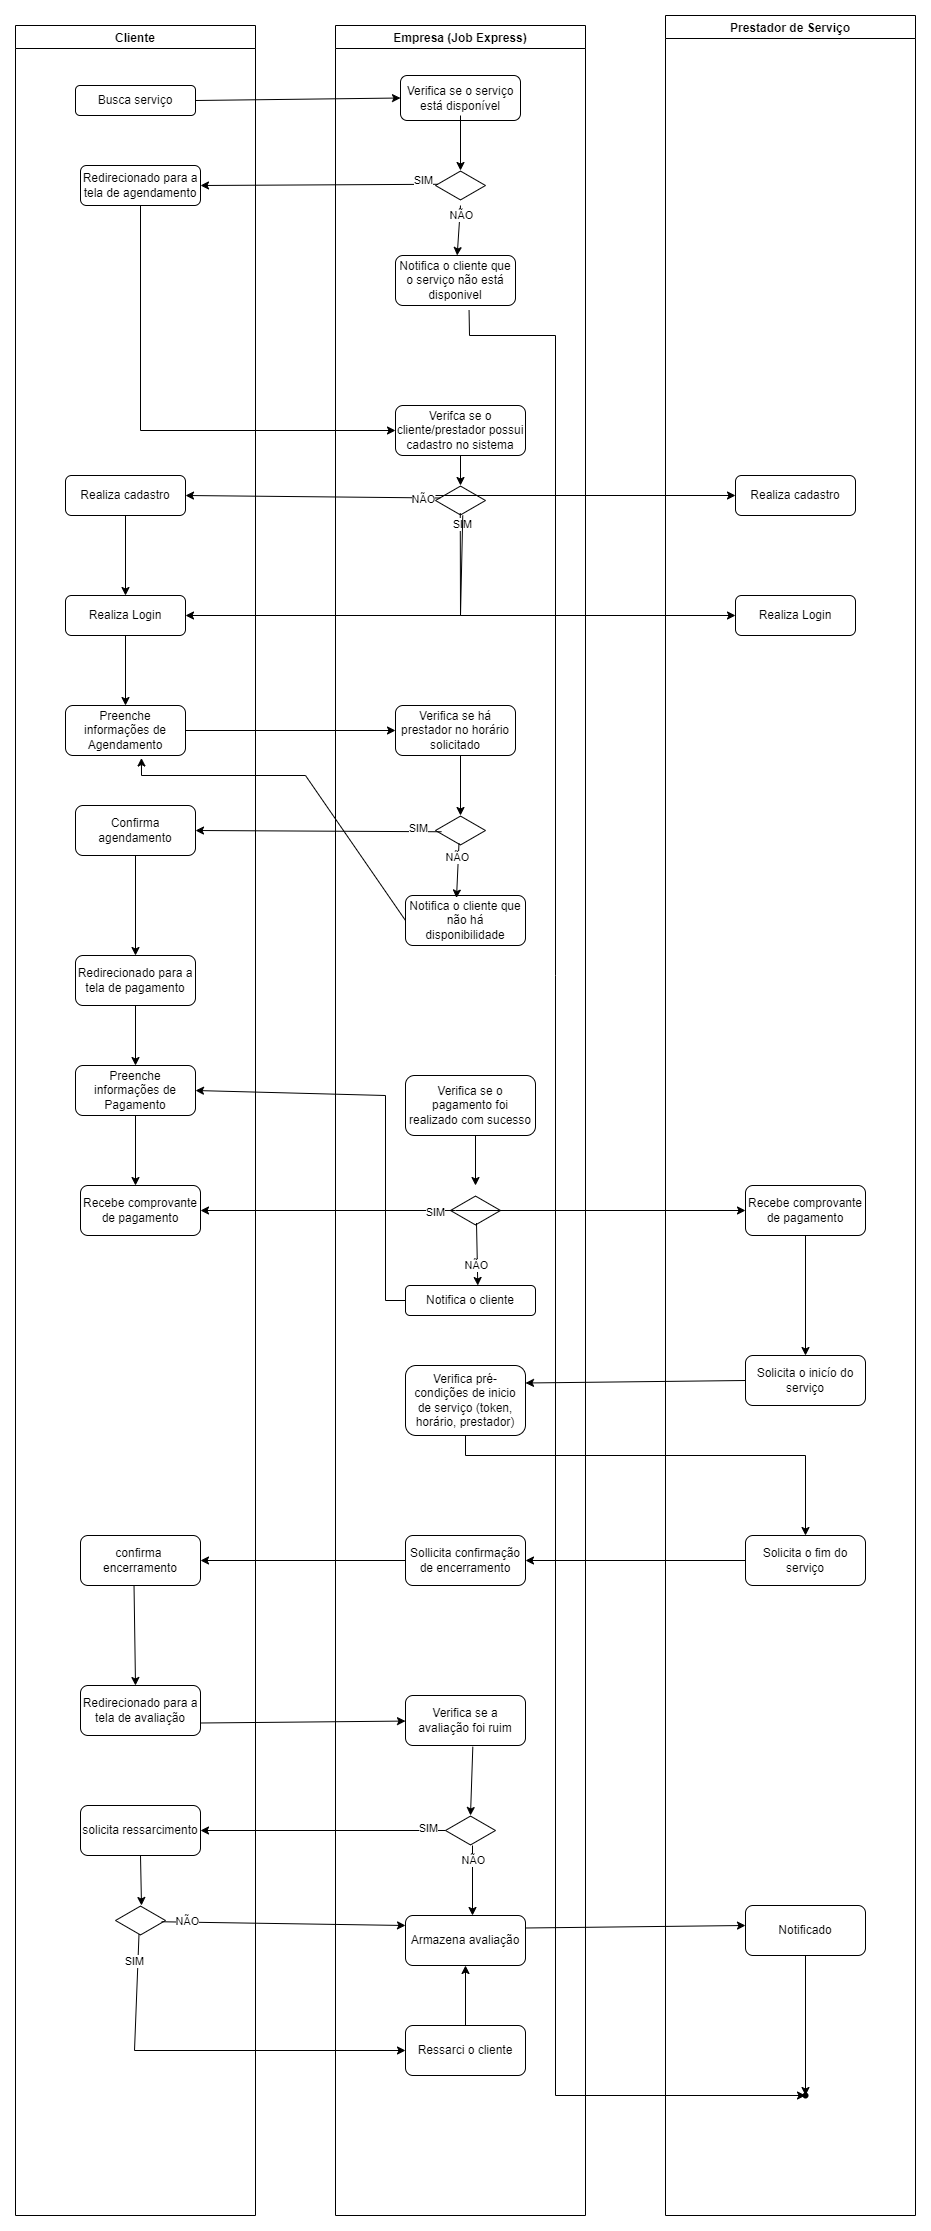 Cliente
Empresa (Job Express)
Prestador de Serviço
Busca serviço
Verifica se o serviço
está disponível
Redirecionado para a
tela de agendamento
SIM
NÃO
Notifica o cliente que
o serviço não está
disponivel
Verifca se o
cliente/prestador possui
cadastro no sistema
Realiza cadastro
NÃO
Realiza cadastro
SIM
Realiza Login
Realiza Login
Preenche
informações de
Agendamento
Verifica se há
prestador no horário
solicitado
Confirma
agendamento
SIM
NÃO
Notifica o cliente que
não há
disponibilidade
Redirecionado para a
tela de pagamento
Preenche
informações de
Pagamento
Verifica se o
pagamento foi
realizado com sucesso
Recebe comprovante
de pagamento
SIM
Recebe comprovante
de pagamento
NÃO
Notifica o cliente
Verifica pré-
condições de inicio
de serviço (token,
horário, prestador)
Solicita o inicío do
serviço
confirma
encerramento
Sollicita confirmação
de encerramento
Solicita o fim do
serviço
Redirecionado para a
tela de avaliação
Verifica se a
avaliação foi ruim
solicita ressarcimento
SIM
NÃO
NÃO
Armazena avaliação
Notificado
SIM
Ressarci o cliente